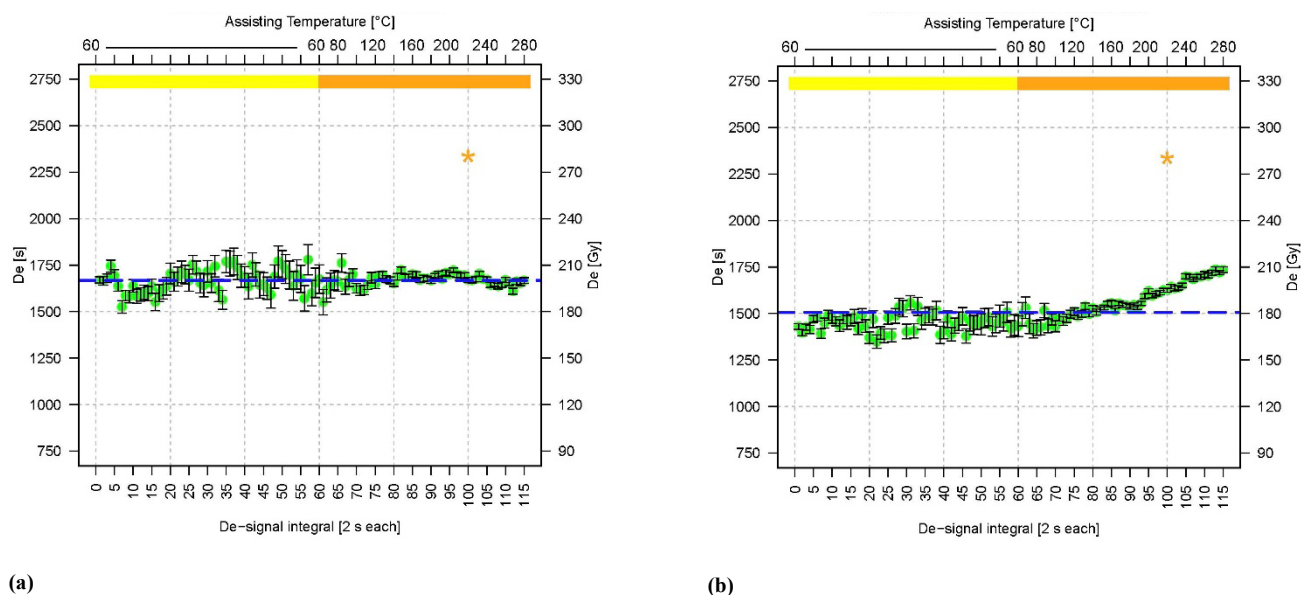 Assisting Temperature [°C]
60 60 80 120 160 200 240 280
2750 330
2500 300
2250 270
2000 240
1750 210
1500 180
1250 150
1000 120
750 90
De [s]
De [Gy]
0 5 10 15 20 25 30 35 40 45 50 55 60 65 70 75 80 85 90 95 100 105 110 115
De−signal integral [2 s each]
(a)
Assisting Temperature [°C]
60 60 80 120 160 200 240 280
2750 330
2500 300
2250 270
2000 240
1750 210
1500 180
1250 150
1000 120
750 90
De [s]
De [Gy]
0 5 10 15 20 25 30 35 40 45 50 55 60 65 70 75 80 85 90 95 100 105 110 115
De−signal integral [2 s each]
(b)